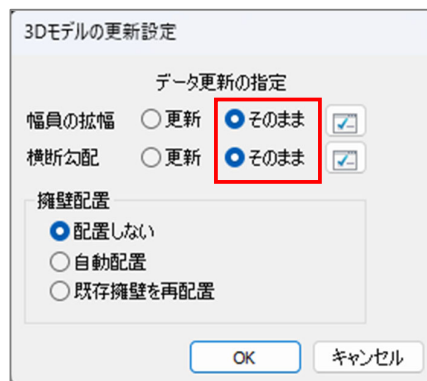 3Dモデルの更新設定
データ更新の指定
幅員の拡幅 更新 そのまま
横断勾配 更新 そのまま
擁壁配置
配置しない
自動配置
既存擁壁を再配置
OK キャンセル